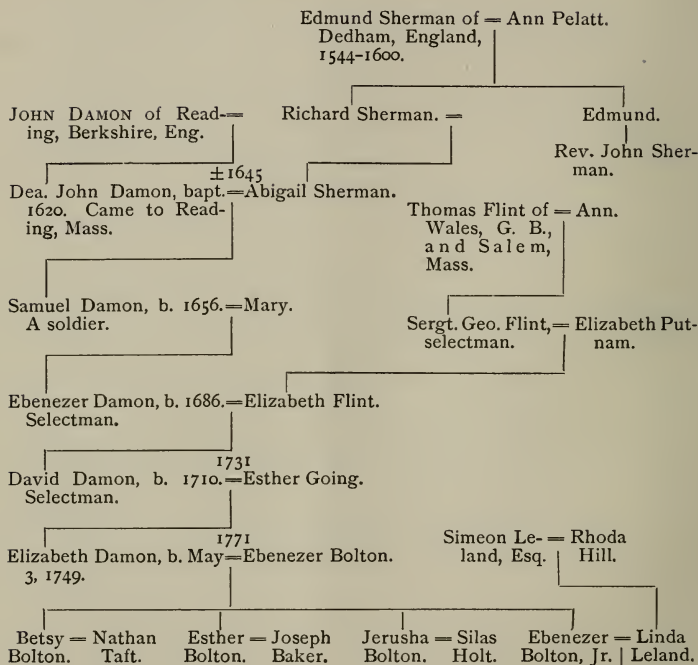 Edmund Sherman of = Ann Pelatt.
Dedham, England,
1544-1600.
JOHN DAMON of Read-=
ing, Berkshire, Eng.
Richard Sherman. =
Edmund.
Rev. John Sher-
man.
±1645
Dea. John Damon, bapt.=Abigail Sherman.
1620. Came to Read-
ing, Mass.
Thomas Flint of = Ann.
Wales, G. B.,
and Salem,
Mass.
Samuel Damon, b. 1656.=Mary.
A soldier.
Sergt. Geo. Flint,= Elizabeth Put-
selectman. nam.
Ebenezer Damon, b. 1686.=Elizabeth Flint.
Selectman.
1731
David Damon, b. 1710.=Esther Going.
Selectman.
1771
Elizabeth Damon, b. May=Ebenezer Bolton.
3, 1749.
Simeon Le- = Rhoda
land, Esq. Hill.
Betsy = Nathan Esther = Joseph Jerusha = Silas Ebenezer = Linda
Bolton. Taft. Bolton. Baker. Bolton. Holt. Bolton, Jr. | Leland.